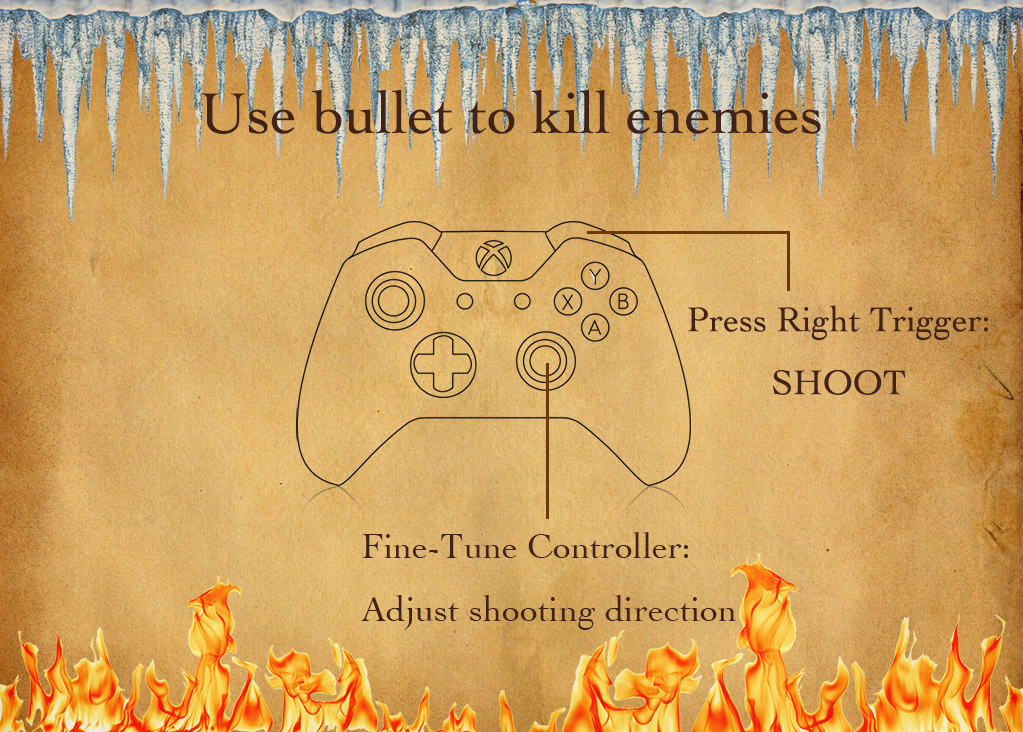 Use bullet to kill enemies
Y
X
B
A
Press Right Trigger:
SHOOT
Fine-Tune Controller:
Adjust shooting direction